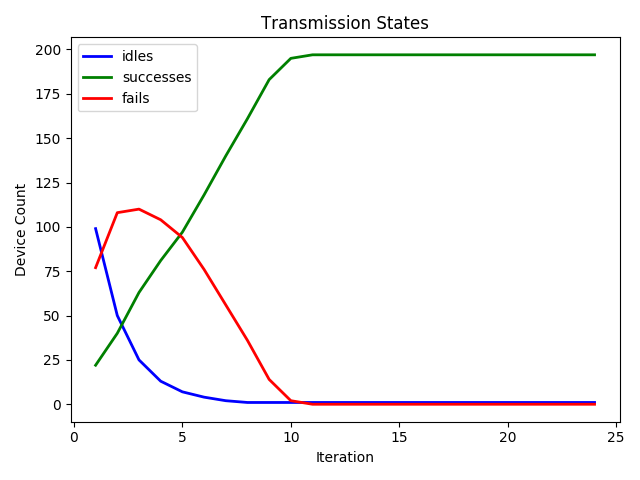 Transmission States
idles
successes
fails
200
175
150
125
100
75
50
25
0
Device Count
0 5 10 15 20 25
Iteration